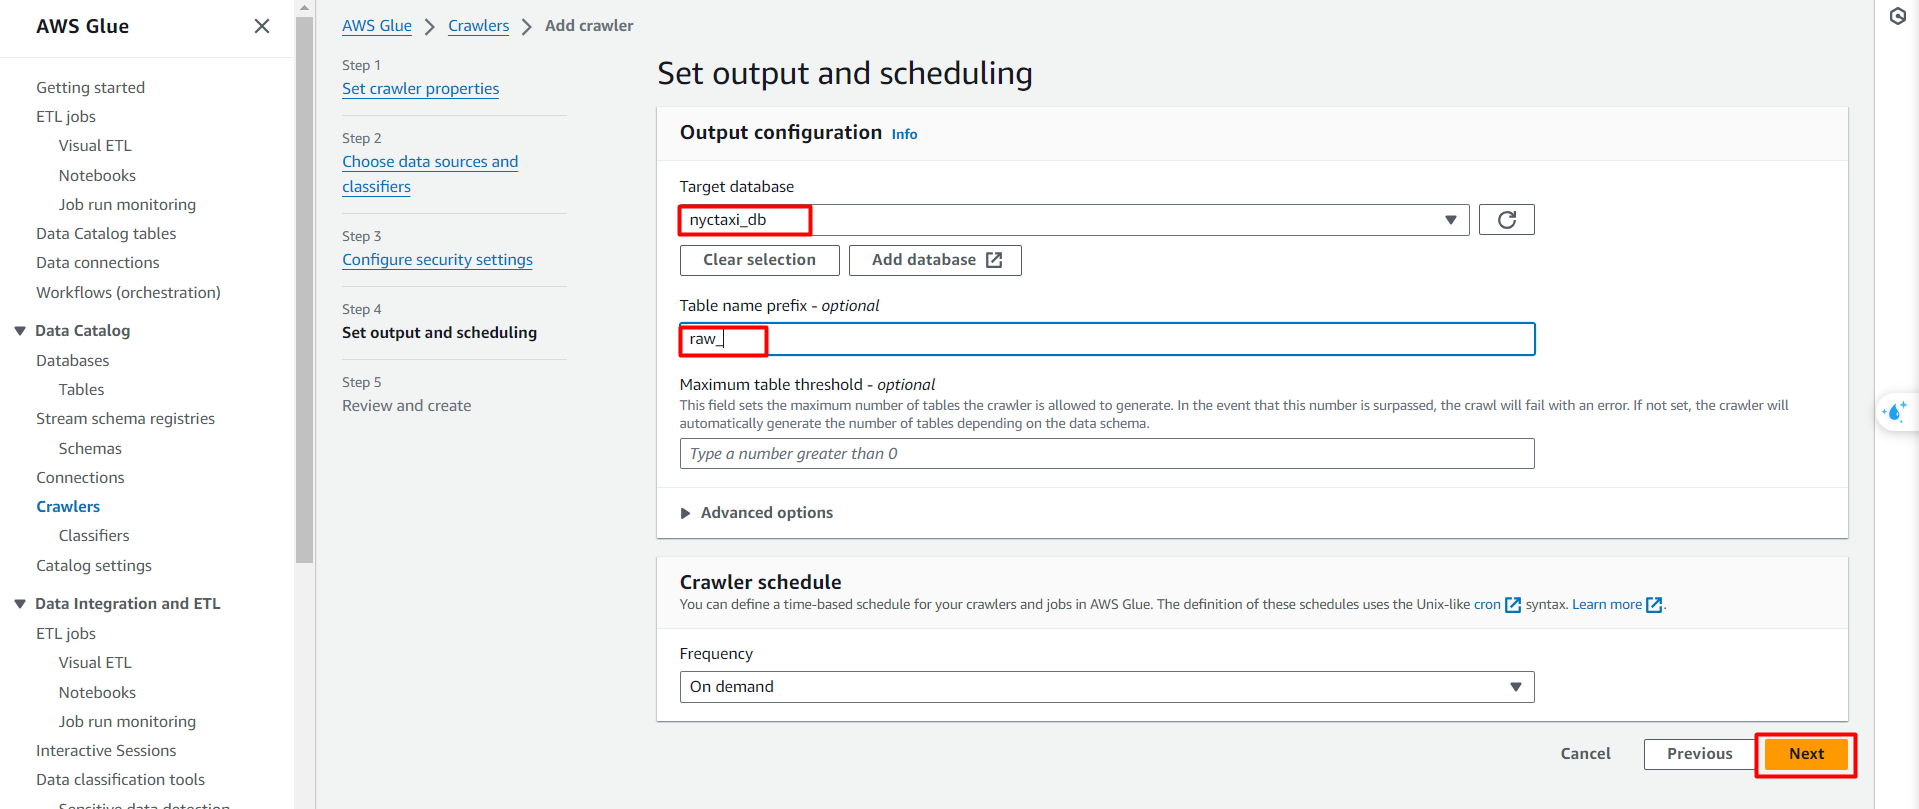 AWS Glue
Getting started
ETL jobs
Visual ETL
Notebooks
Job run monitoring
Data Catalog tables
Data connections
Workflows (orchestration)
Data Catalog
Databases
Tables
Stream schema registries
Schemas
Connections
Crawlers
Classifiers
Catalog settings
Data Integration and ETL
ETL jobs
Visual ETL
Notebooks
Job run monitoring
Interactive Sessions
Data classification tools
Sensitive data detection
AWS Glue > Crawlers > Add crawler
Step 1
Set crawler properties
Step 2
Choose data sources and
classifiers
Step 3
Configure security settings
Step 4
Set output and scheduling
Step 5
Review and create
Set output and scheduling
Output configuration Info
Target database
nyctaxi_db
Clear selection Add database
Table name prefix - optional
raw_
Maximum table threshold - optional
This field sets the maximum number of tables the crawler is allowed to generate. In the event that this number is surpassed, the crawl will fail with an error. If not set, the crawler will
automatically generate the number of tables depending on the data schema.
Type a number greater than 0
Advanced options
Crawler schedule
You can define a time-based schedule for your crawlers and jobs in AWS Glue. The definition of these schedules uses the Unix-like cron syntax. Learn more.
Frequency
On demand
Cancel Previous Next